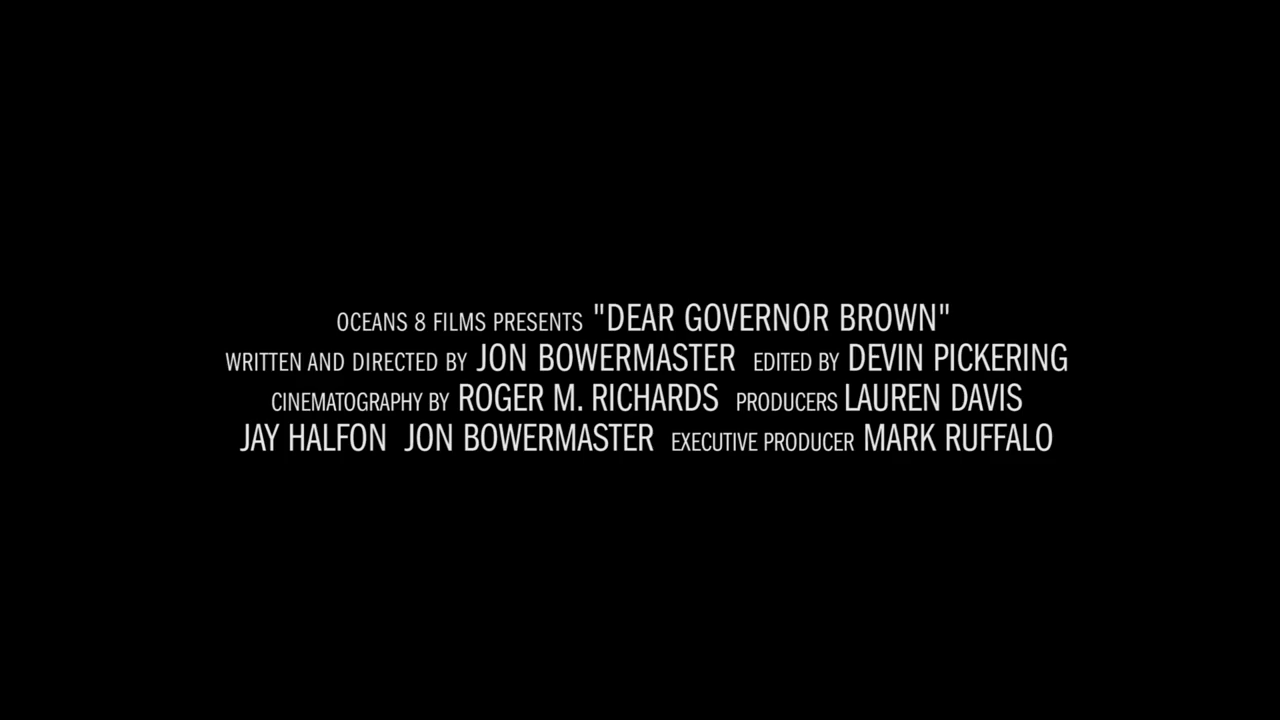 OCEANS 8 FILMS PRESENTS "DEAR GOVERNOR BROWN"
WRITTEN AND DIRECTED BY JON BOWERMASTER EDITED BY DEVIN PICKERING
CINEMATOGRAPHY BY ROGER M. RICHARDS PRODUCERS LAUREN DAVIS
JAY HALFON JON BOWERMASTER EXECUTIVE PRODUCER MARK RUFFALO